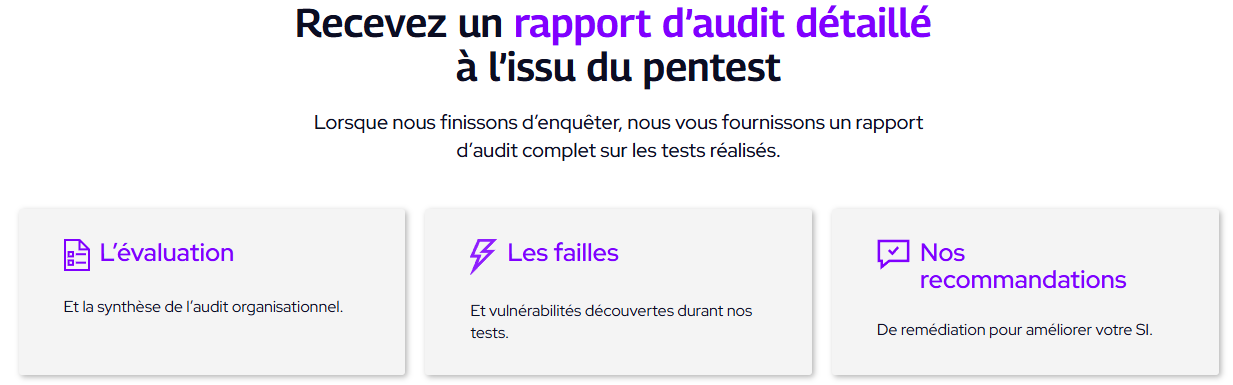 Recevez un rapport d’audit détaillé
à l’issu du pentest
Lorsque nous finissons d’enquêter, nous vous fournissons un rapport
d’audit complet sur les tests réalisés.
L’évaluation
Et la synthèse de l’audit organisationnel.
Les failles
Et vulnérabilités découvertes durant nos
tests.
Nos
recommandations
De remédiation pour améliorer votre SI.